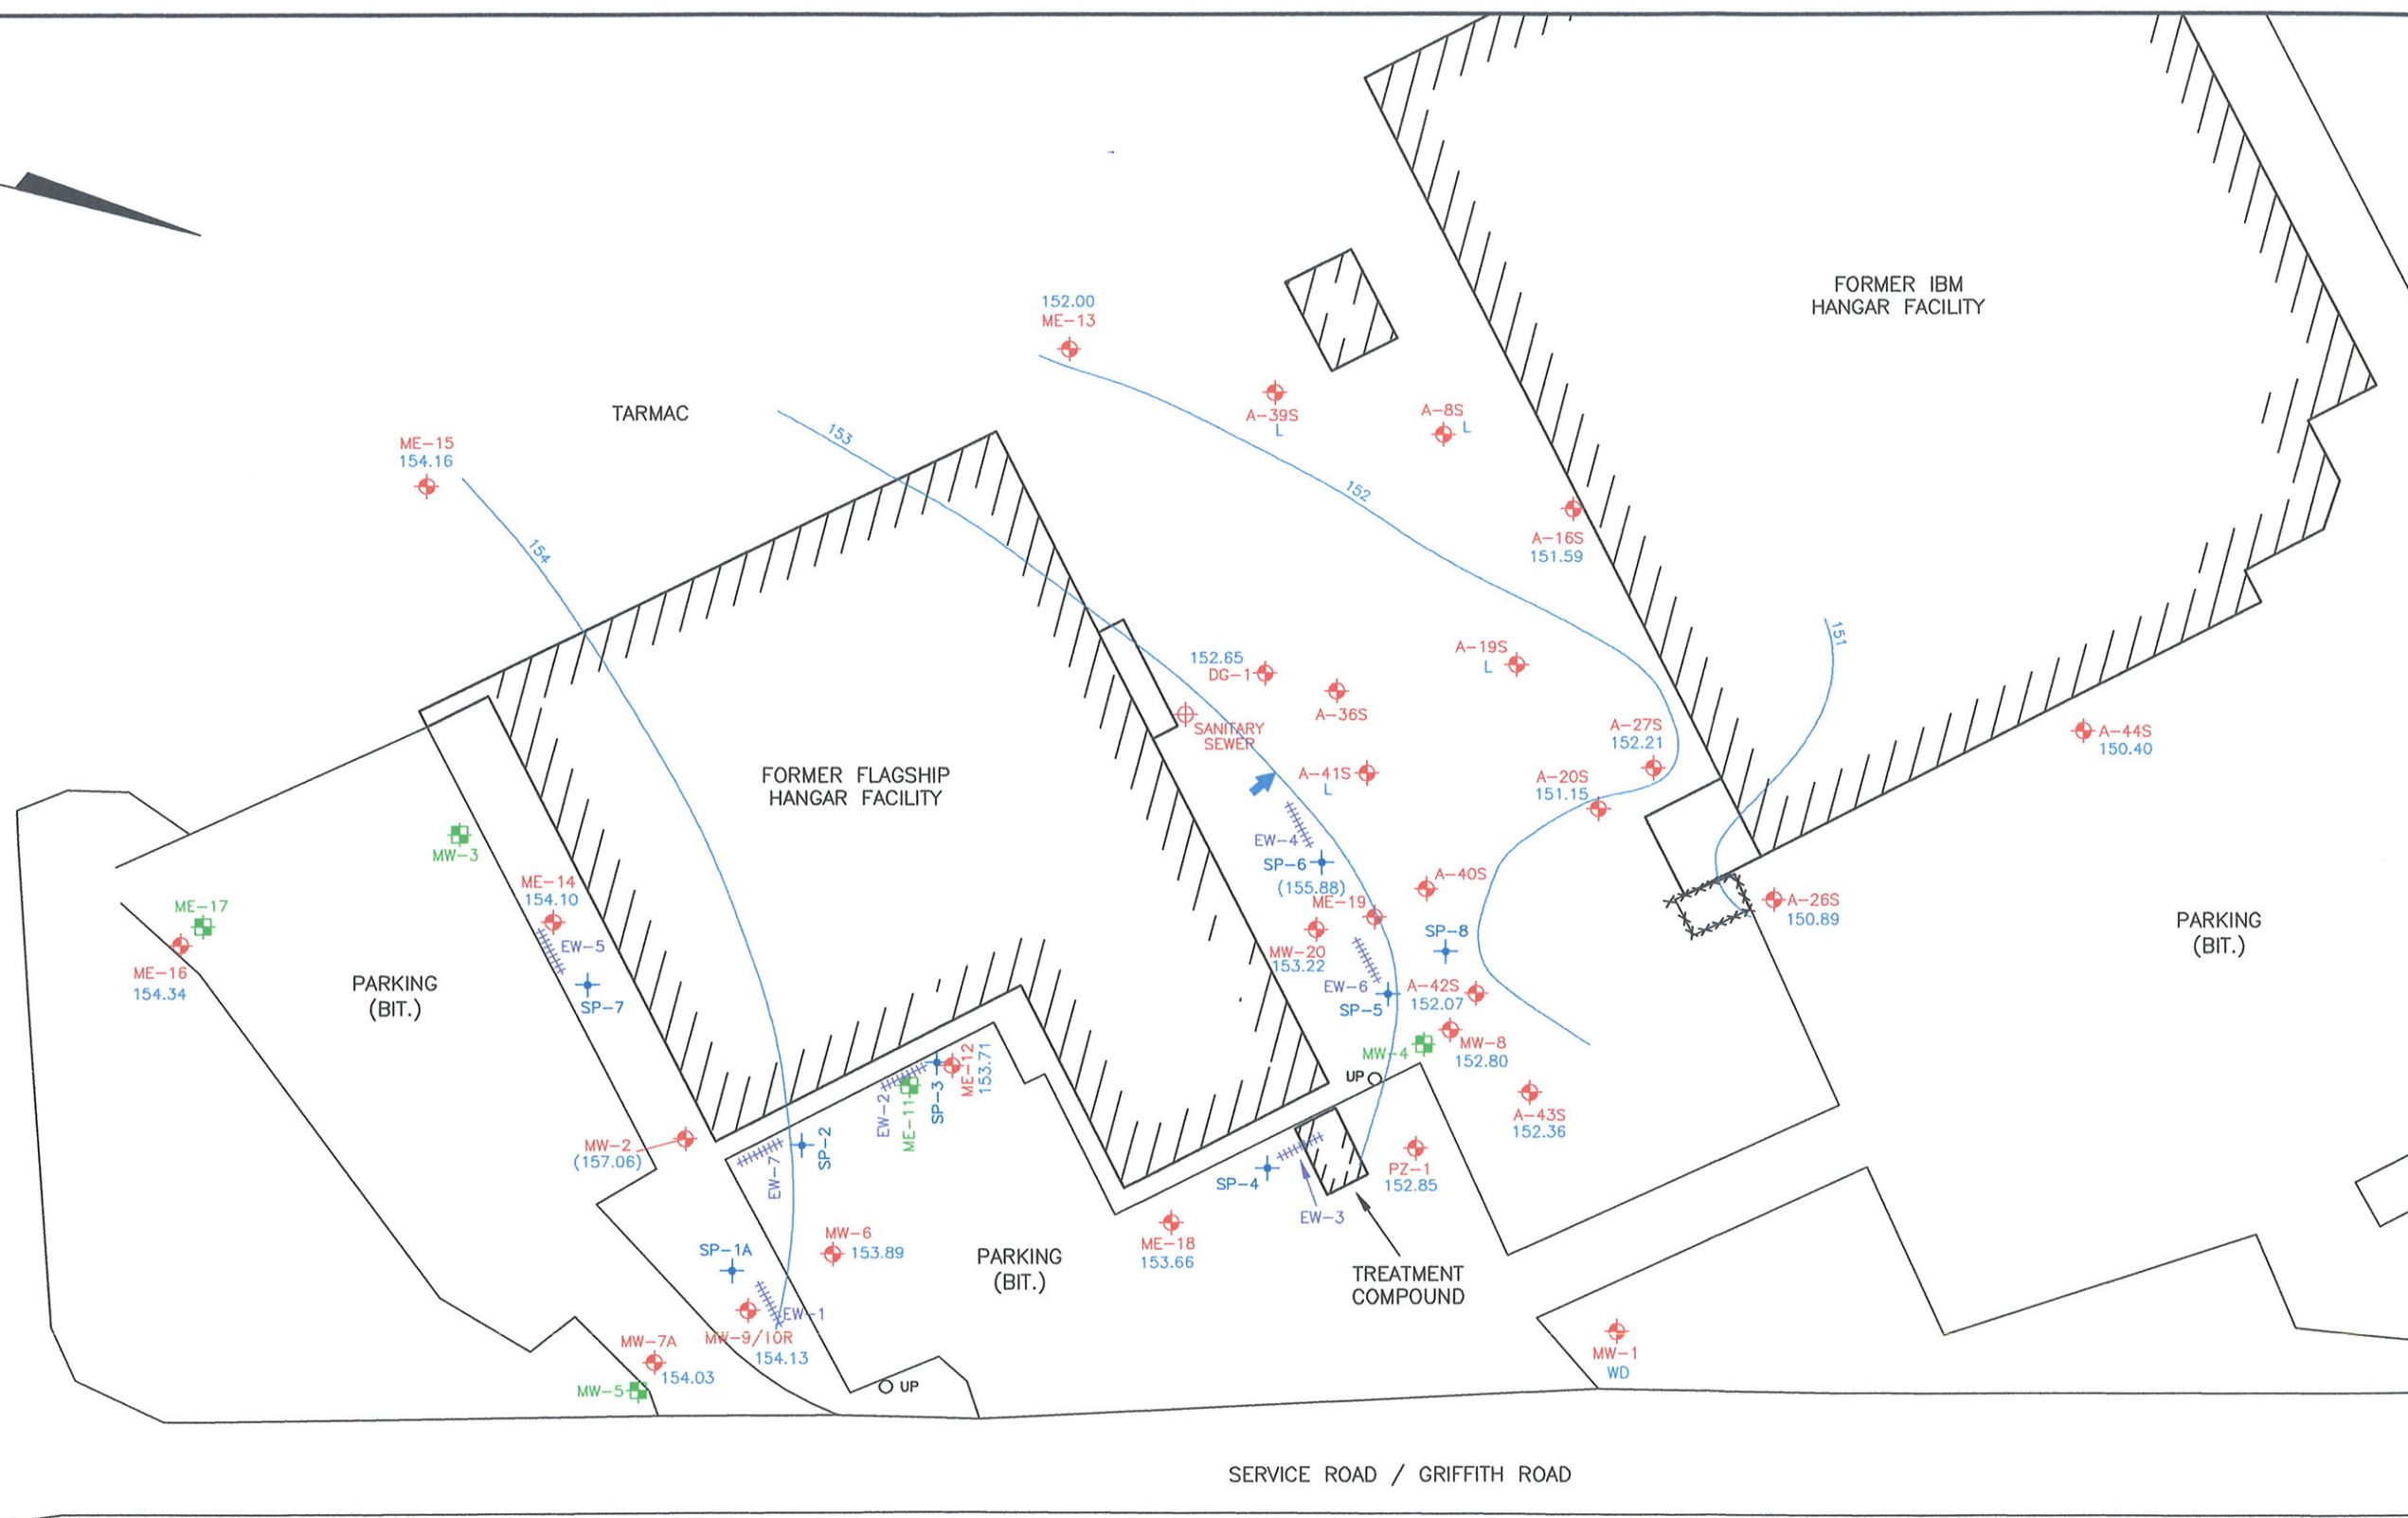 FORMER IBM
HANGAR FACILITY
152.00
ME-13
TARMAC
153
A-39S
L
A-8S
L
ME-15
154.16
152
154
A-16S
151.59
151
152.65
DG-1
A-19S
L
A-36S
SANITARY
SEWER
A-27S
152.21
A-44S
150.40
FORMER FLAGSHIP
HANGAR FACILITY
A-41S
L
A-20S
151.15
EW-4
SP-6
(155.88)
MW-3
ME-14
154.10
A-40S
ME-19
A-26S
150.89
ME-17
EW-5
SP-8
MW-20
153.22
PARKING
(BIT.)
ME-16
154.34
PARKING
(BIT.)
SP-7
EW-6
SP-5
A-42S
152.07
MW-4
MW-8
152.80
UP
EW-2
ME-11
SP-3
ME-12
153.71
A-43S
152.36
MW-2
(157.06)
EW-7
SP-2
SP-4
EW-3
PZ-1
152.85
SP-1A
MW-6
153.89
ME-18
153.66
PARKING
(BIT.)
TREATMENT
COMPOUND
EW-1
MW-9/10R
154.13
MW-7A
154.03
MW-5
UP
MW-1
WD
SERVICE ROAD / GRIFFITH ROAD